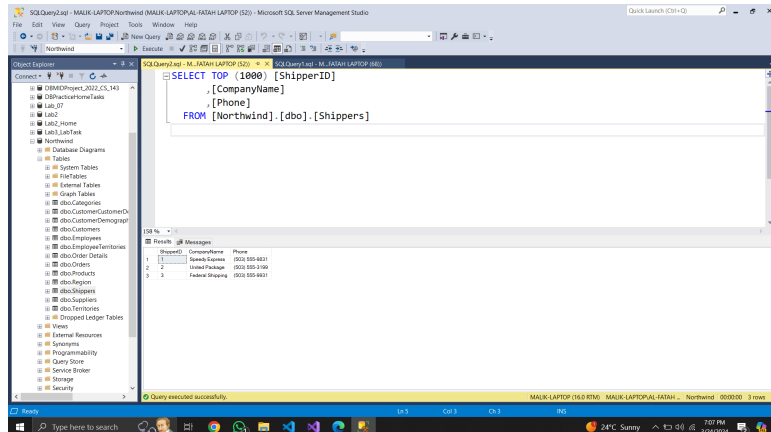 SQLQuery2.sql - MALIK-LAPTOP.Northwind (MALIK-LAPTOP\AL-FATAH LAPTOP (52)) - Microsoft SQL Server Management Studio
Quick Launch (Ctrl+Q)
File Edit View Query Project Tools Window Help
New Query
Northwind
Execute
Object Explorer
SQLQuery2.sql - M...FATAH LAPTOP (52))
SQLQuery1.sql - M...FATAH LAPTOP (68))
Connect
DBMIDProject_2022_CS_143
DBPracticeHomeTasks
Lab_07
Lab2
Lab2_Home
Lab3_LabTask
Northwind
Database Diagrams
Tables
System Tables
FileTables
External Tables
Graph Tables
dbo.Categories
dbo.CustomerCustomerDe
dbo.CustomerDemograph
dbo.Customers
dbo.Employees
dbo.EmployeeTerritories
dbo.Order Details
dbo.Orders
dbo.Products
dbo.Region
dbo.Shippers
dbo.Suppliers
dbo.Territories
Dropped Ledger Tables
Views
External Resources
Synonyms
Programmability
Query Store
Service Broker
Storage
Security
SELECT TOP (1000) [ShipperID]
,[CompanyName]
,[Phone]
FROM [Northwind].[dbo].[Shippers]
158 %
Results Messages
ShipperID CompanyName Phone
1 1 Speedy Express (503) 555-9831
2 2 United Package (503) 555-3199
3 3 Federal Shipping (503) 555-9931
Query executed successfully.
MALIK-LAPTOP (16.0 RTM) MALIK-LAPTOP\AL-FATAH ... Northwind 00:00:00 3 rows
Ready
Ln 5 Col 3 Ch 3 INS
Type here to search
24°C Sunny
7:07 PM
3/24/2024